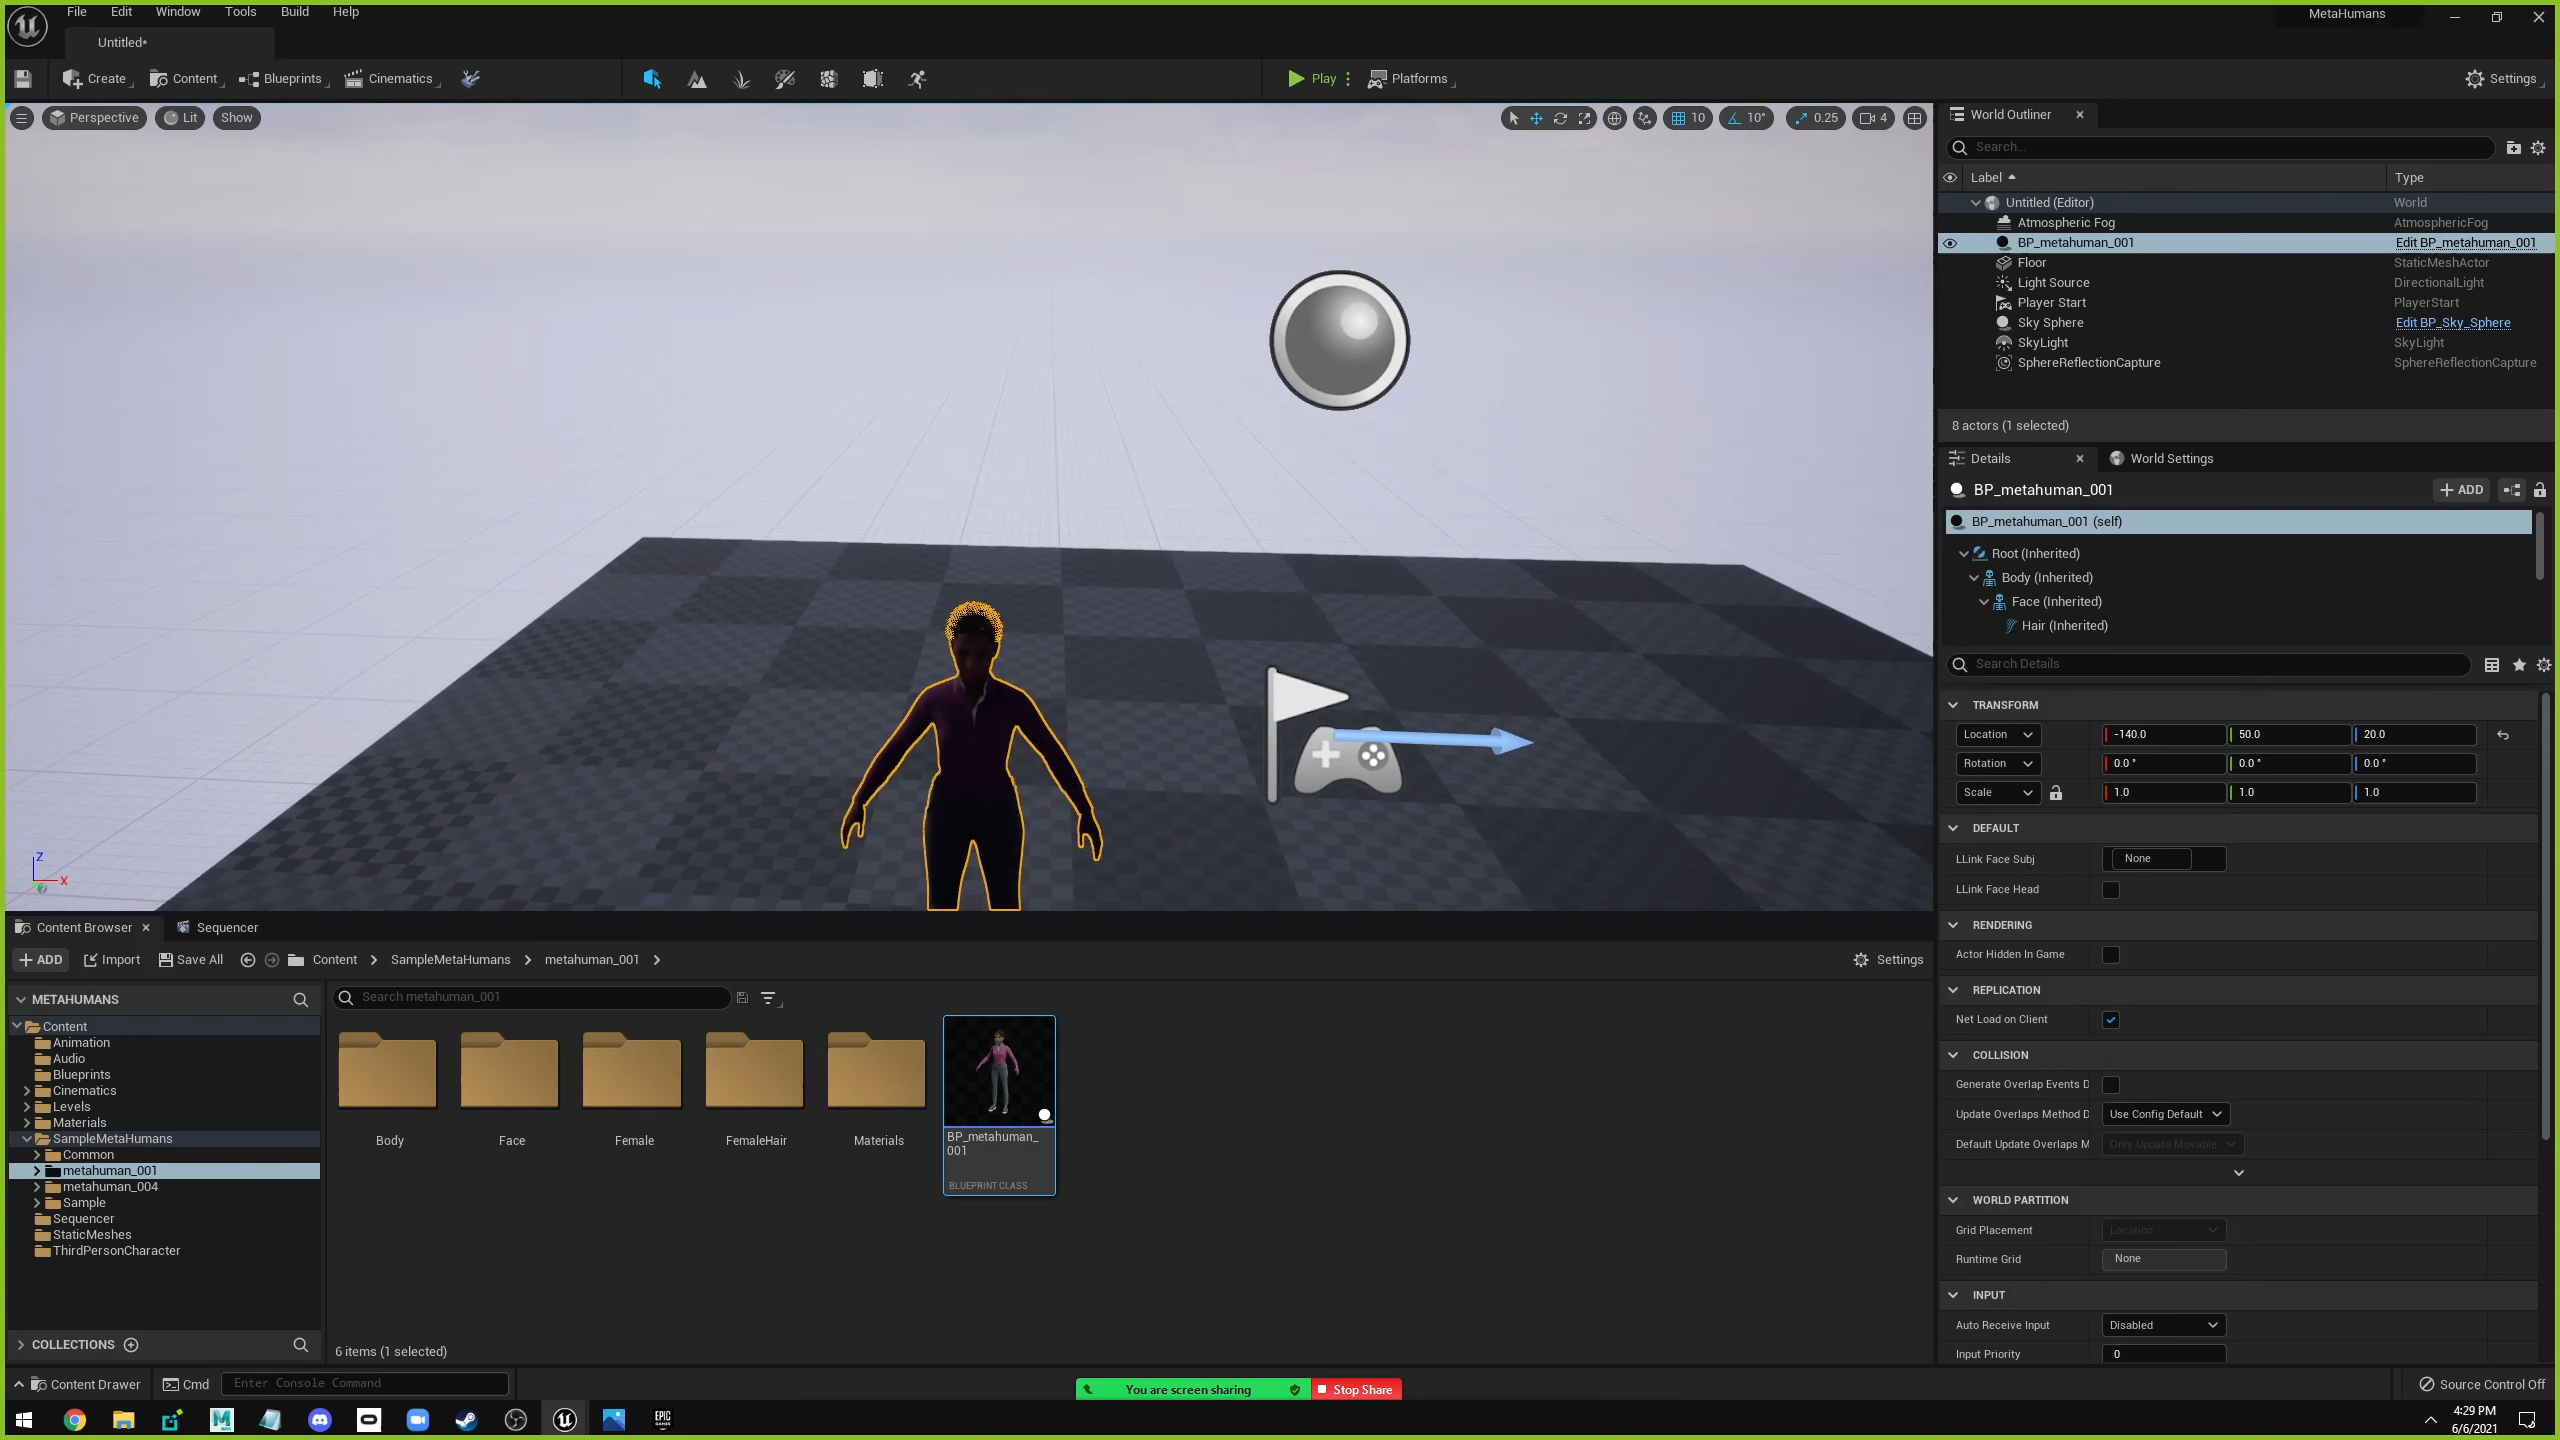 File Edit Window Tools Build Help
MetaHumans
Untitled*
Create Content Blueprints Cinematics
Play Platforms
Settings
Perspective Lit Show
10 10° 0.25 4
World Outliner
Search...
Label Type
Untitled (Editor) World
Atmospheric Fog AtmosphericFog
BP_metahuman_001 Edit BP_metahuman_001
Floor StaticMeshActor
Light Source DirectionalLight
Player Start PlayerStart
Sky Sphere Edit BP_Sky_Sphere
SkyLight SkyLight
SphereReflectionCapture SphereReflectionCapture
8 actors (1 selected)
Details World Settings
BP_metahuman_001 ADD
BP_metahuman_001 (self)
Root (Inherited)
Body (Inherited)
Face (Inherited)
Hair (Inherited)
Search Details
TRANSFORM
Location -140.0 50.0 20.0
Rotation 0.0 ° 0.0 ° 0.0 °
Scale 1.0 1.0 1.0
DEFAULT
LLink Face Subj None
LLink Face Head
RENDERING
Actor Hidden In Game
REPLICATION
Net Load on Client
COLLISION
Generate Overlap Events D
Update Overlaps Method D Use Config Default
Default Update Overlaps M Only Update Movable
WORLD PARTITION
Grid Placement Location
Runtime Grid None
INPUT
Auto Receive Input Disabled
Input Priority 0
Z
X
Content Browser Sequencer
ADD Import Save All Content SampleMetaHumans metahuman_001 Settings
METAHUMANS
Content
Animation
Audio
Blueprints
Cinematics
Levels
Materials
SampleMetaHumans
Common
metahuman_001
metahuman_004
Sample
Sequencer
StaticMeshes
ThirdPersonCharacter
COLLECTIONS
Search metahuman_001
Body Face Female FemaleHair Materials
BP_metahuman_
001
BLUEPRINT CLASS
6 items (1 selected)
Content Drawer Cmd Enter Console Command
You are screen sharing Stop Share
Source Control Off
EPIC
GAMES
4:29 PM
6/6/2021